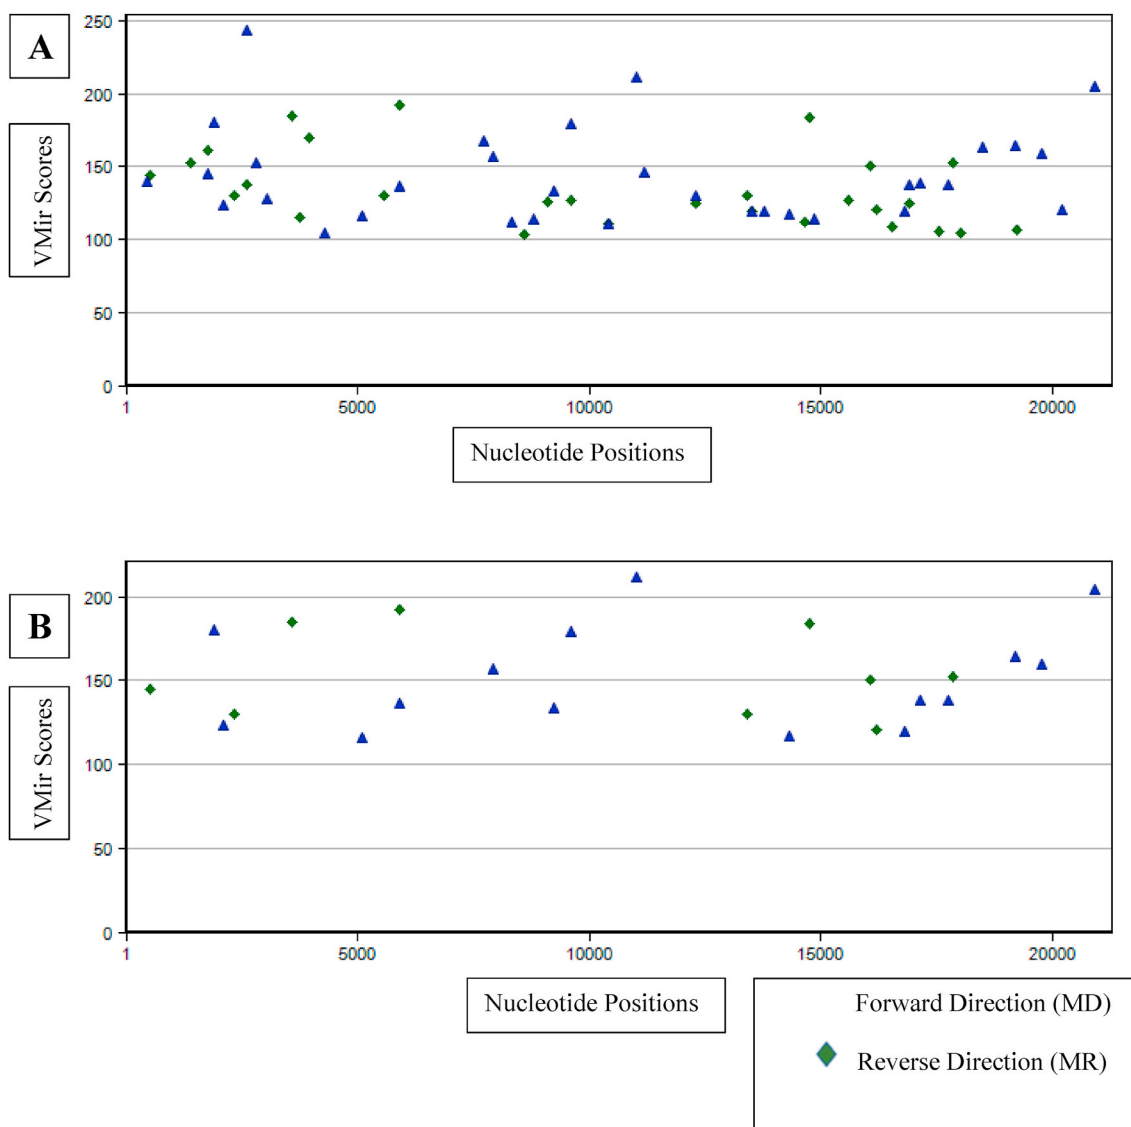 A
VMir Scores
250
200
150
100
50
0
1 5000 10000 15000 20000
Nucleotide Positions
B
VMir Scores
200
150
100
50
0
1 5000 10000 15000 20000
Nucleotide Positions
Forward Direction (MD)
Reverse Direction (MR)